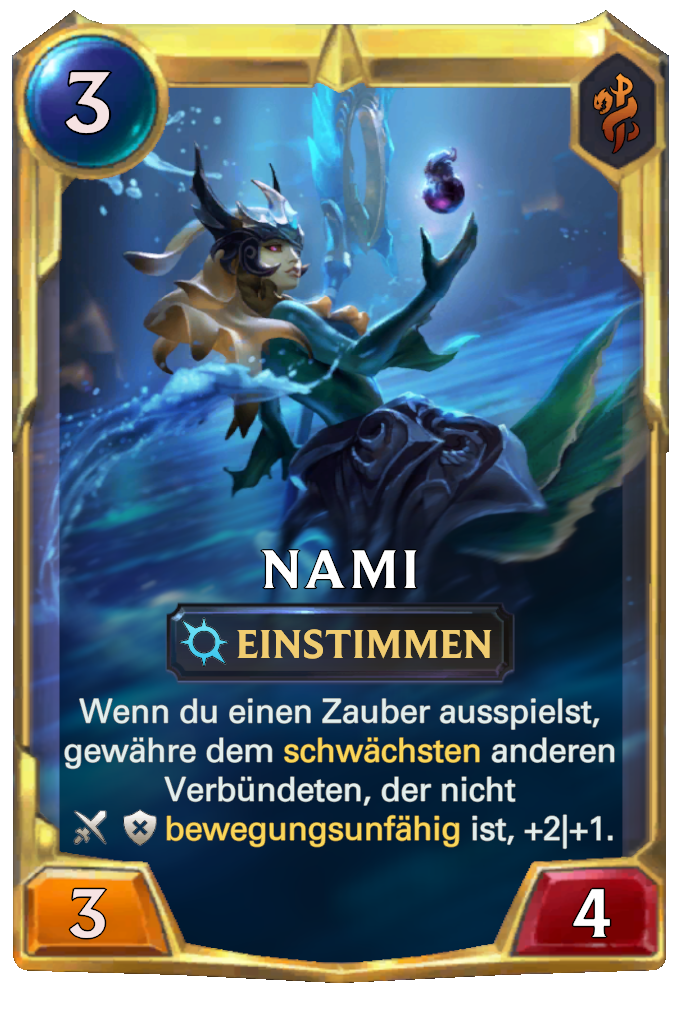 3
NAMI
EINSTIMMEN
Wenn du einen Zauber ausspielst,
gewähre dem schwächsten anderen
Verbündeten, der nicht
bewegungsunfähig ist, +2|+1.
3
4